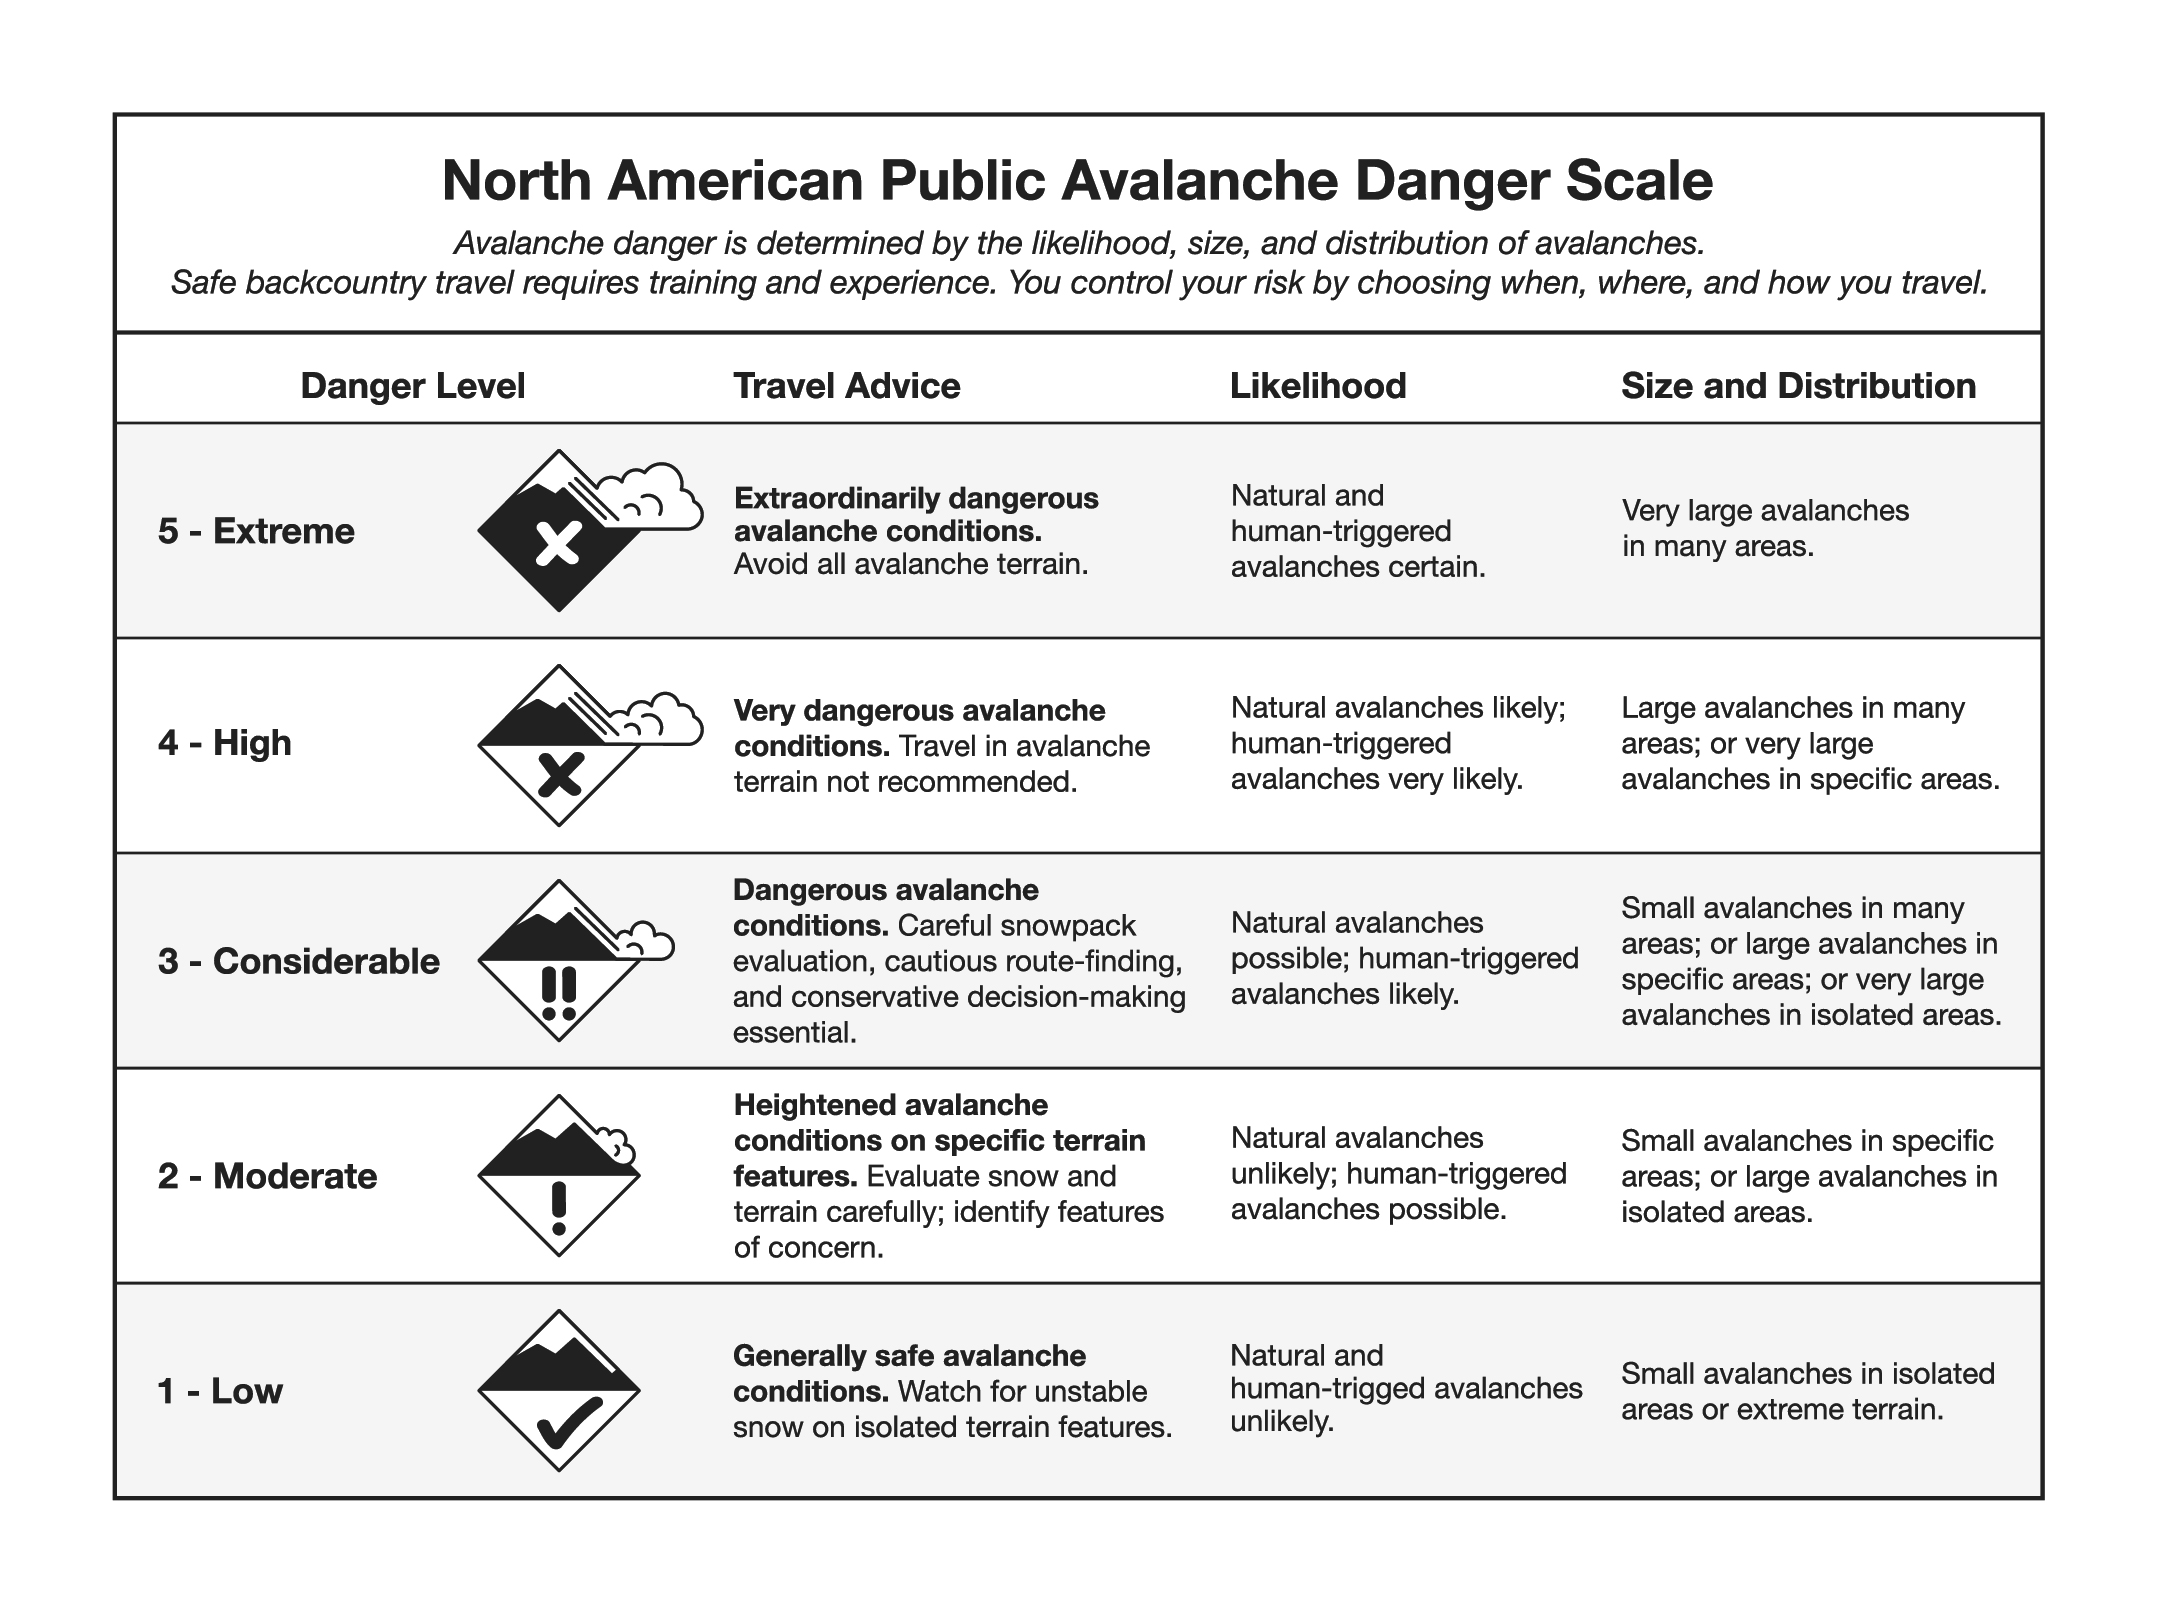 North American Public Avalanche Danger Scale
Avalanche danger is determined by the likelihood, size, and distribution of avalanches.
Safe backcountry travel requires training and experience. You control your risk by choosing when, where, and how you travel.
Danger Level
Travel Advice
Likelihood
Size and Distribution
5 - Extreme
Extraordinarily dangerous
avalanche conditions.
Avoid all avalanche terrain.
Natural and
human-triggered
avalanches certain.
Very large avalanches
in many areas.
4 - High
Very dangerous avalanche
conditions. Travel in avalanche
terrain not recommended.
Natural avalanches likely;
human-triggered
avalanches very likely.
Large avalanches in many
areas; or very large
avalanches in specific areas.
3 - Considerable
!!
Dangerous avalanche
conditions. Careful snowpack
evaluation, cautious route-finding,
and conservative decision-making
essential.
Natural avalanches
possible; human-triggered
avalanches likely.
Small avalanches in many
areas; or large avalanches in
specific areas; or very large
avalanches in isolated areas.
2 - Moderate
!
Heightened avalanche
conditions on specific terrain
features. Evaluate snow and
terrain carefully; identify features
of concern.
Natural avalanches
unlikely; human-triggered
avalanches possible.
Small avalanches in specific
areas; or large avalanches in
isolated areas.
1 - Low
Generally safe avalanche
conditions. Watch for unstable
snow on isolated terrain features.
Natural and
human-trigged avalanches
unlikely.
Small avalanches in isolated
areas or extreme terrain.